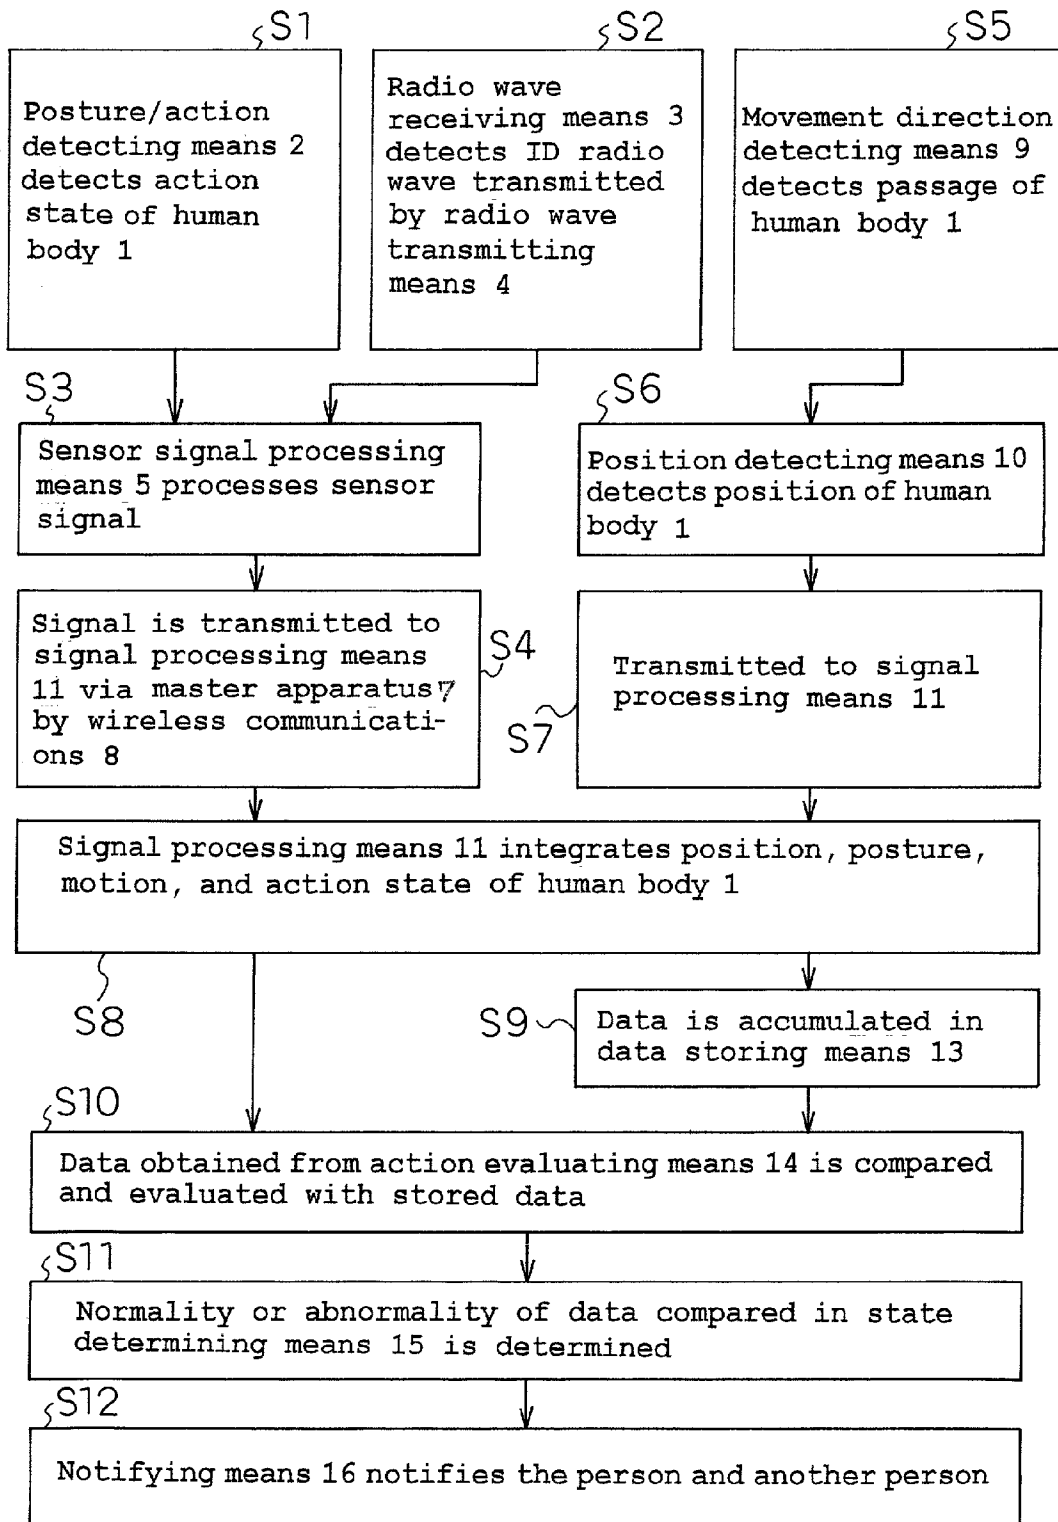 S1
Posture/action
detecting means 2
detects action
state of human
body 1
S2
Radio wave
receiving means 3
detects ID radio
wave transmitted
by radio wave
transmitting
means 4
S5
Movement direction
detecting means 9
detects passage of
human body 1
S3
Sensor signal processing
means 5 processes sensor
signal
S6
Position detecting means 10
detects position of human
body 1
Signal is transmitted to
signal processing means
11 via master apparatus 7
by wireless communicati-
ons 8
S4
S7
Transmitted to signal
processing means 11
Signal processing means 11 integrates position, posture,
motion, and action state of human body 1
S8
S9
Data is accumulated in
data storing means 13
S10
Data obtained from action evaluating means 14 is compared
and evaluated with stored data
S11
Normality or abnormality of data compared in state
determining means 15 is determined
S12
Notifying means 16 notifies the person and another person